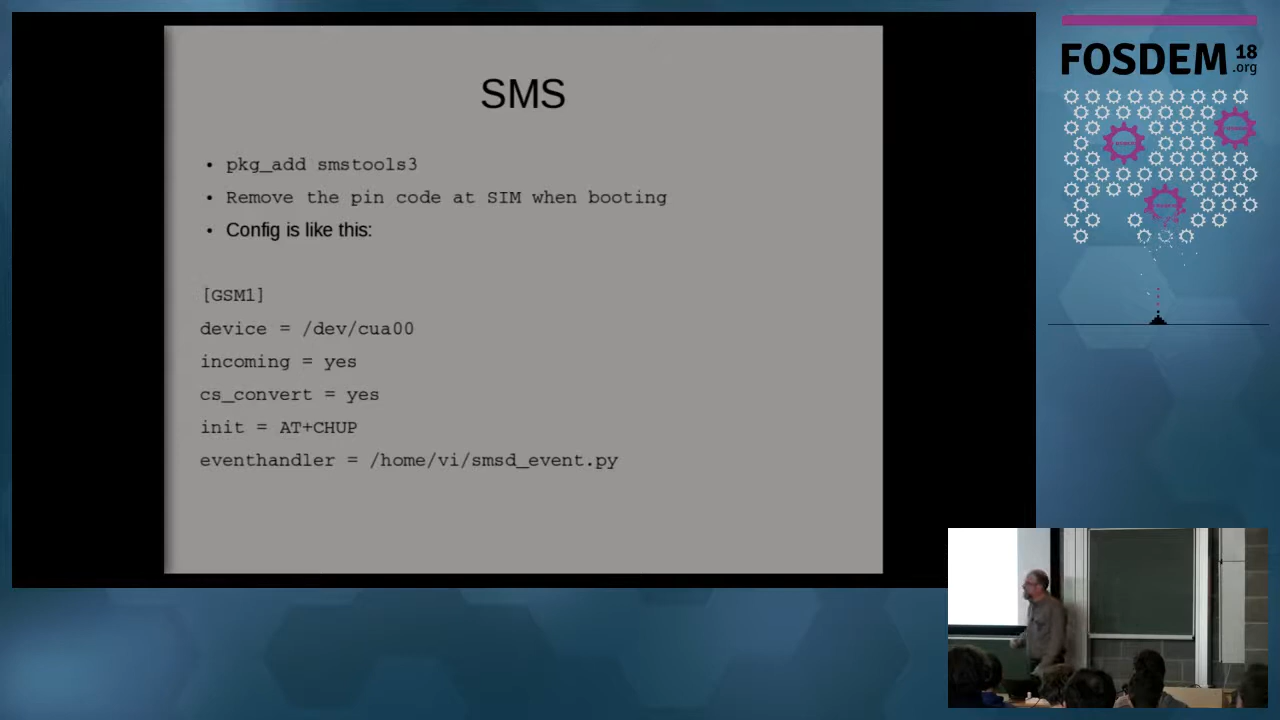 SMS
• pkg_add smstools3
• Remove the pin code at SIM when booting
• Config is like this:
[GSM1]
device = /dev/cua00
incoming = yes
cs_convert = yes
init = AT+CHUP
eventhandler = /home/vi/smsd_event.py
FOSDEM 18
.org